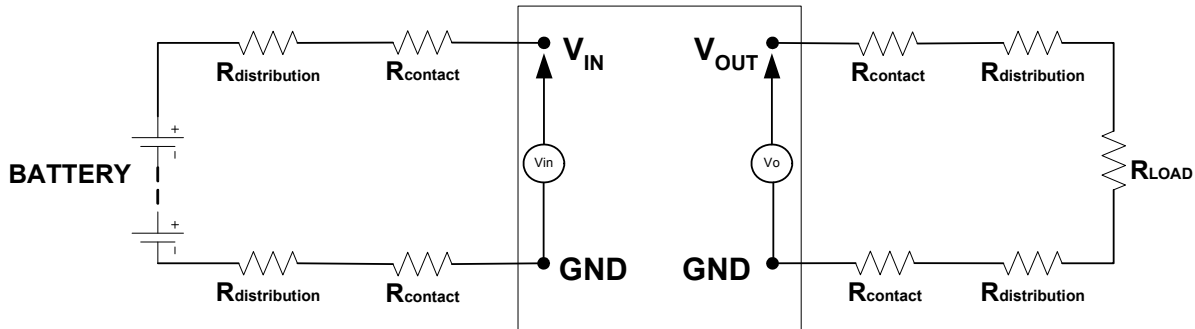 VIN
VOUT
Rdistribution
Rcontact
Rcontact
Rdistribution
+
−
BATTERY
Vin
Vo
RLOAD
+
−
GND
GND
Rdistribution
Rcontact
Rcontact
Rdistribution